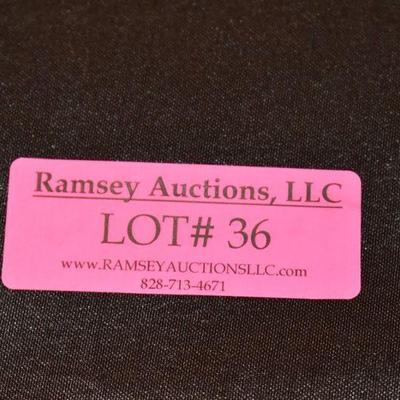 Ramsey Auctions, LLC
LOT# 36
www.RAMSEYAUCTIONSLLC.com
828-713-4671